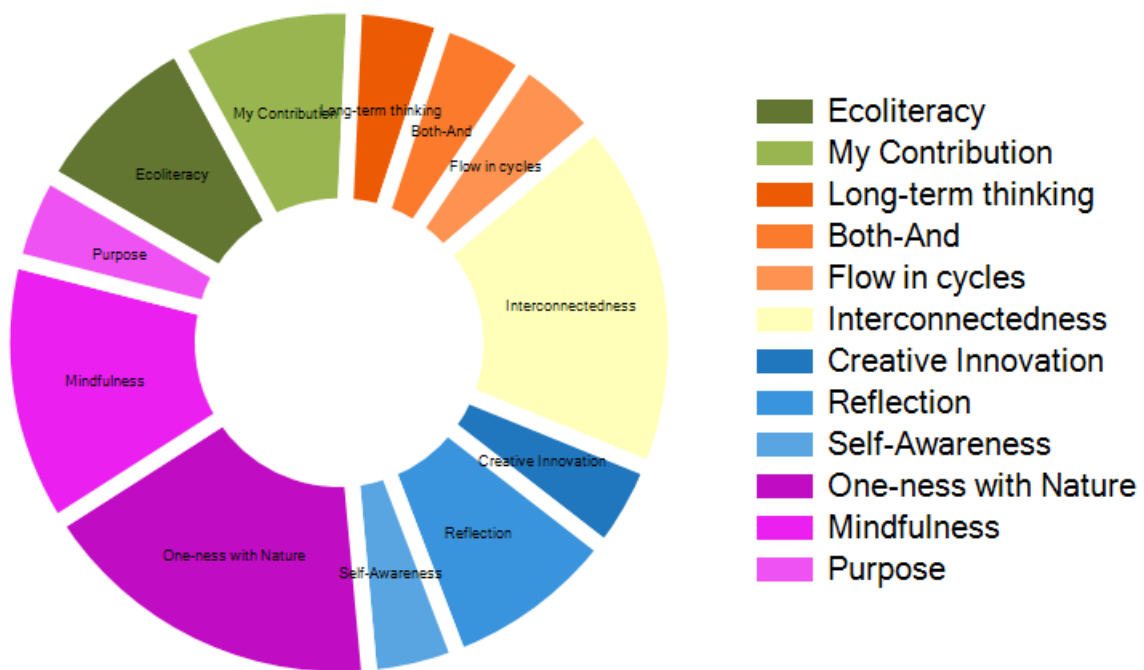 My Contribution
Long-term thinking
Both-And
Flow in cycles
Ecoliteracy
Purpose
Interconnectedness
Mindfulness
Creative Innovation
Reflection
One-ness with Nature
Self-Awareness
Ecoliteracy
My Contribution
Long-term thinking
Both-And
Flow in cycles
Interconnectedness
Creative Innovation
Reflection
Self-Awareness
One-ness with Nature
Mindfulness
Purpose